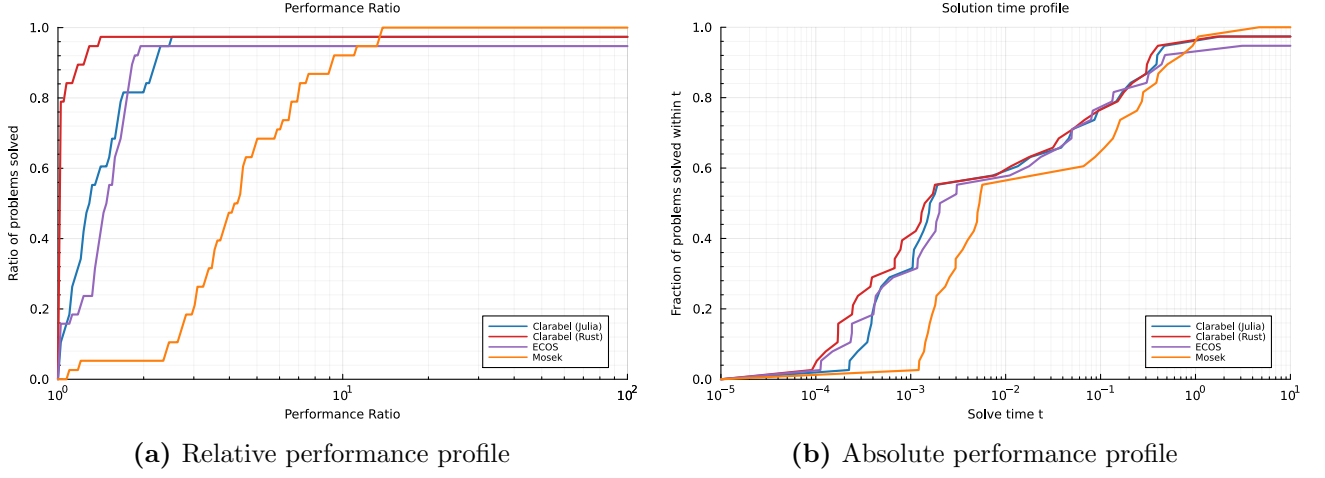 Performance Ratio
Ratio of problems solved
1.0
0.8
0.6
0.4
0.2
0.0
10^0
10^1
10^2
Performance Ratio
Clarabel (Julia)
Clarabel (Rust)
ECOS
Mosek
(a) Relative performance profile
Solution time profile
Fraction of problems solved within t
1.0
0.8
0.6
0.4
0.2
0.0
10^-5
10^-4
10^-3
10^-2
10^-1
10^0
10^1
Solve time t
Clarabel (Julia)
Clarabel (Rust)
ECOS
Mosek
(b) Absolute performance profile